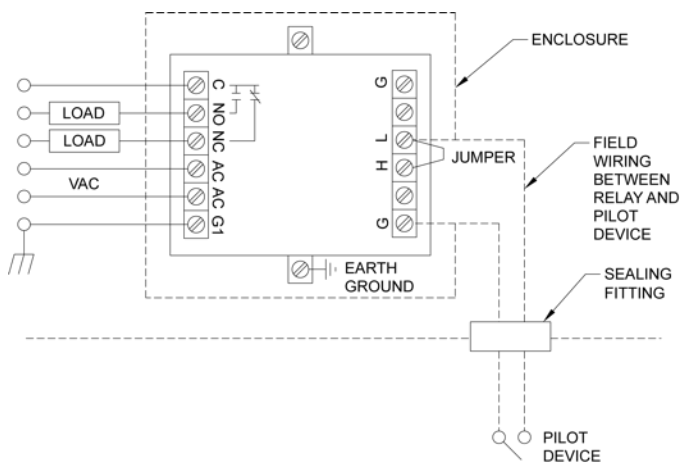 ENCLOSURE
C
NO
NC
AC
AC
G1
LOAD
LOAD
VAC
G
L
H
G
JUMPER
EARTH
GROUND
FIELD
WIRING
BETWEEN
RELAY AND
PILOT
DEVICE
SEALING
FITTING
PILOT
DEVICE